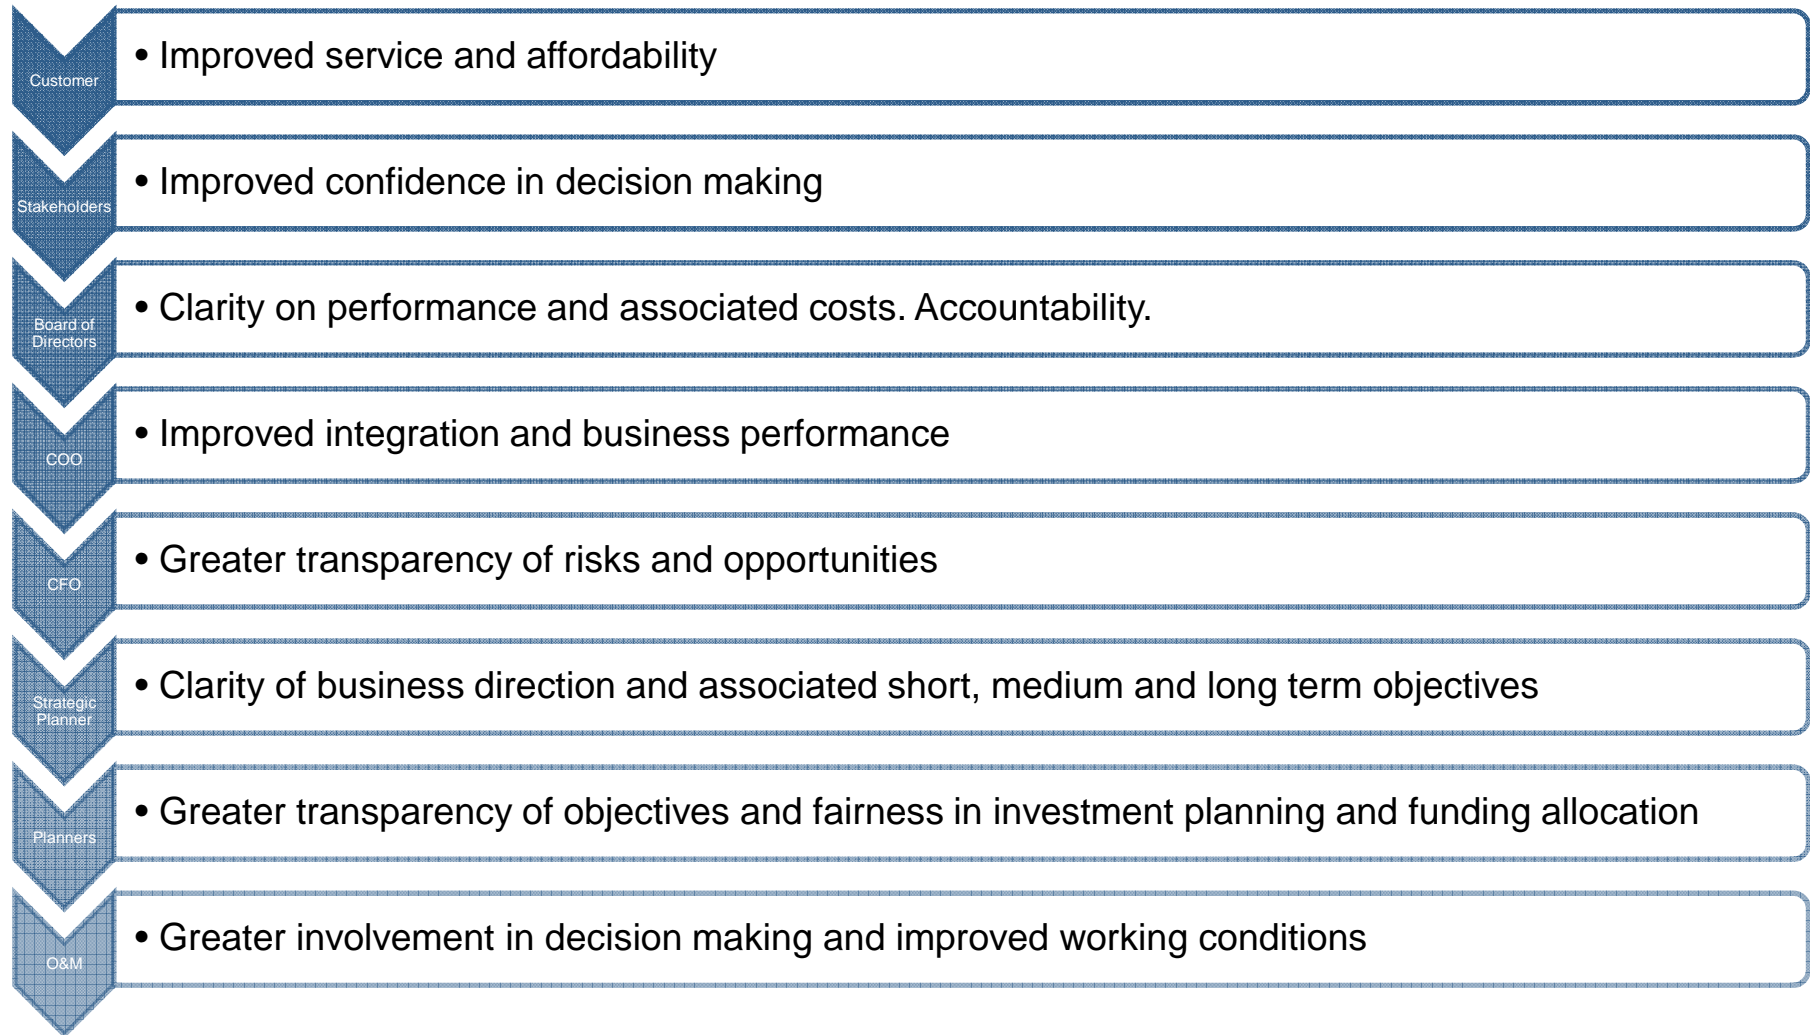 Customer
• Improved service and affordability
Stakeholders
• Improved confidence in decision making
Board of
Directors
• Clarity on performance and associated costs. Accountability.
COO
• Improved integration and business performance
CFO
• Greater transparency of risks and opportunities
Strategic
Planner
• Clarity of business direction and associated short, medium and long term objectives
Planners
• Greater transparency of objectives and fairness in investment planning and funding allocation
O&M
• Greater involvement in decision making and improved working conditions